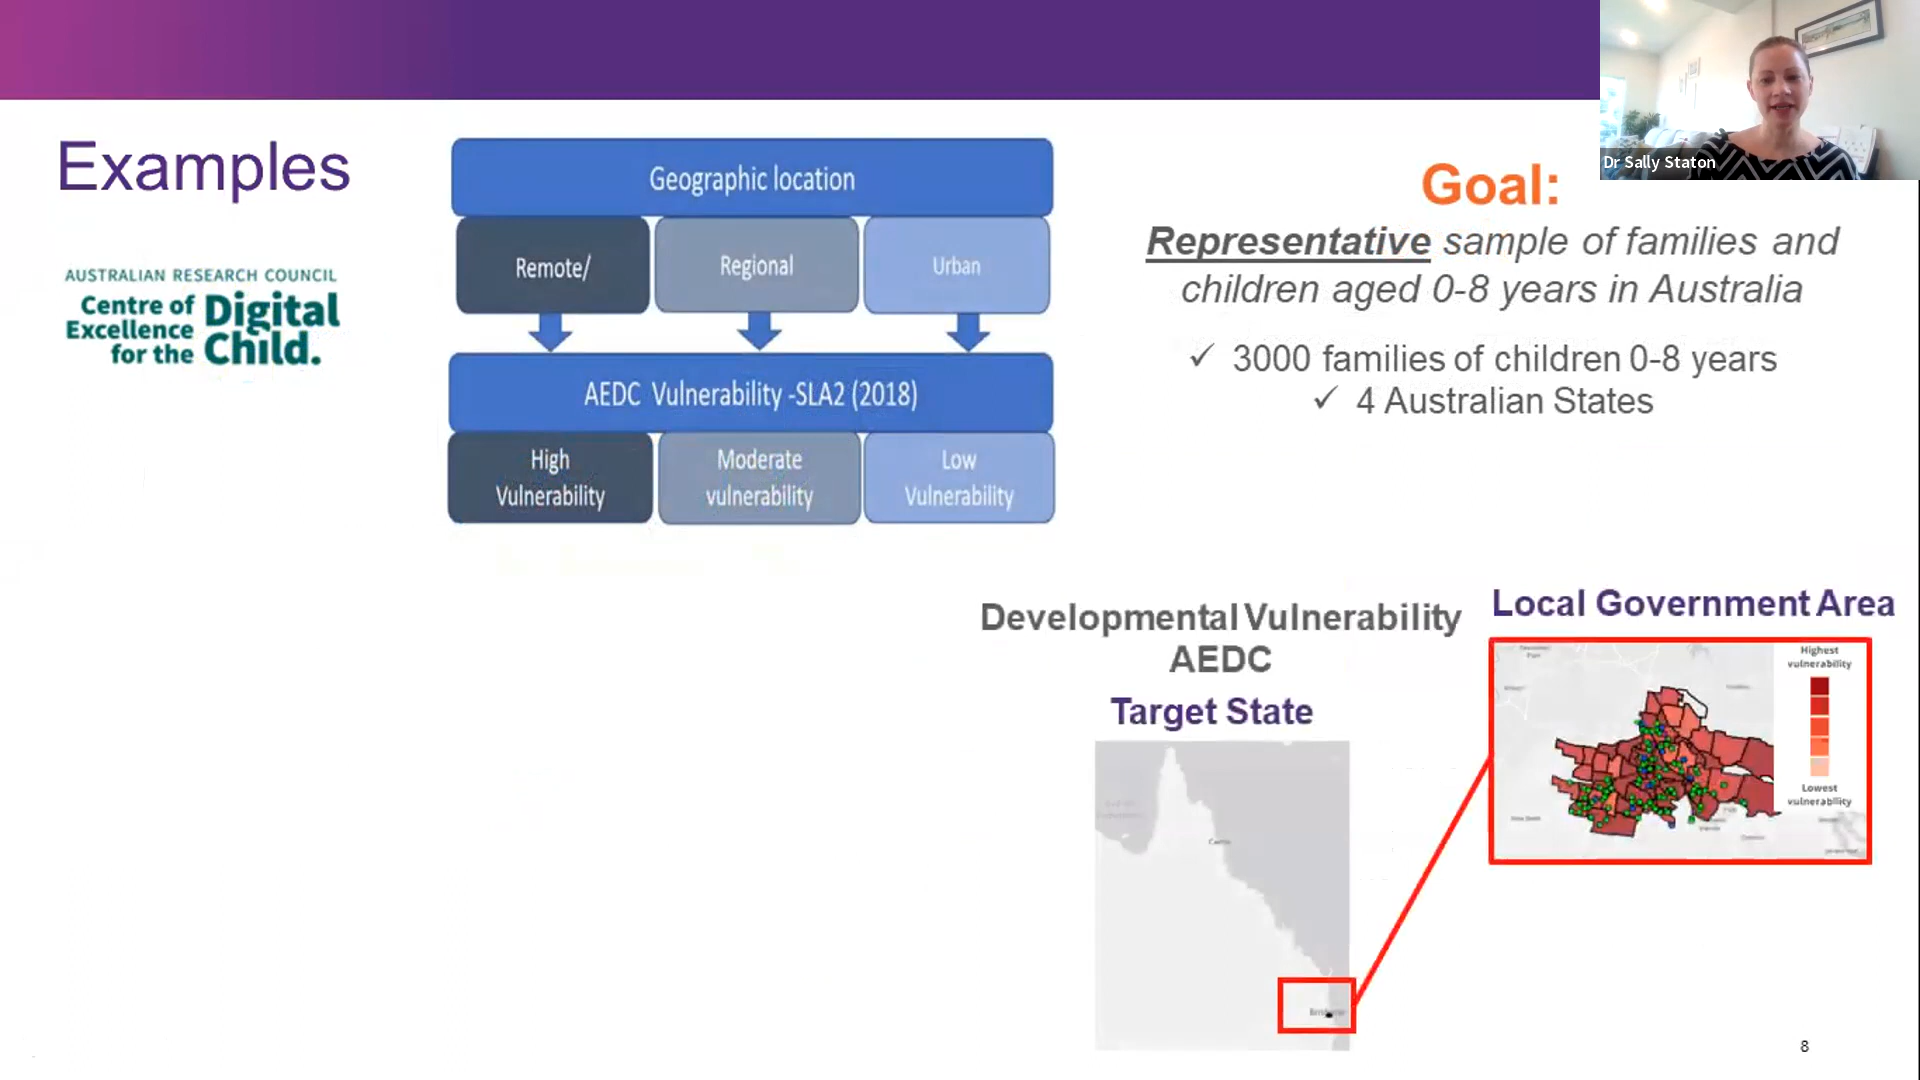 Dr Sally Staton
Examples
AUSTRALIAN RESEARCH COUNCIL
Centre of
Excellence
for the
Digital
Child.
Geographic location
Remote/
Regional
Urban
AEDC Vulnerability -SLA2 (2018)
High
Vulnerability
Moderate
vulnerability
Low
Vulnerability
Goal:
Representative sample of families and
children aged 0-8 years in Australia
✓ 3000 families of children 0-8 years
✓ 4 Australian States
Developmental Vulnerability
AEDC
Target State
Cairns
Local Government Area
Highest
vulnerability
Lowest
vulnerability
8